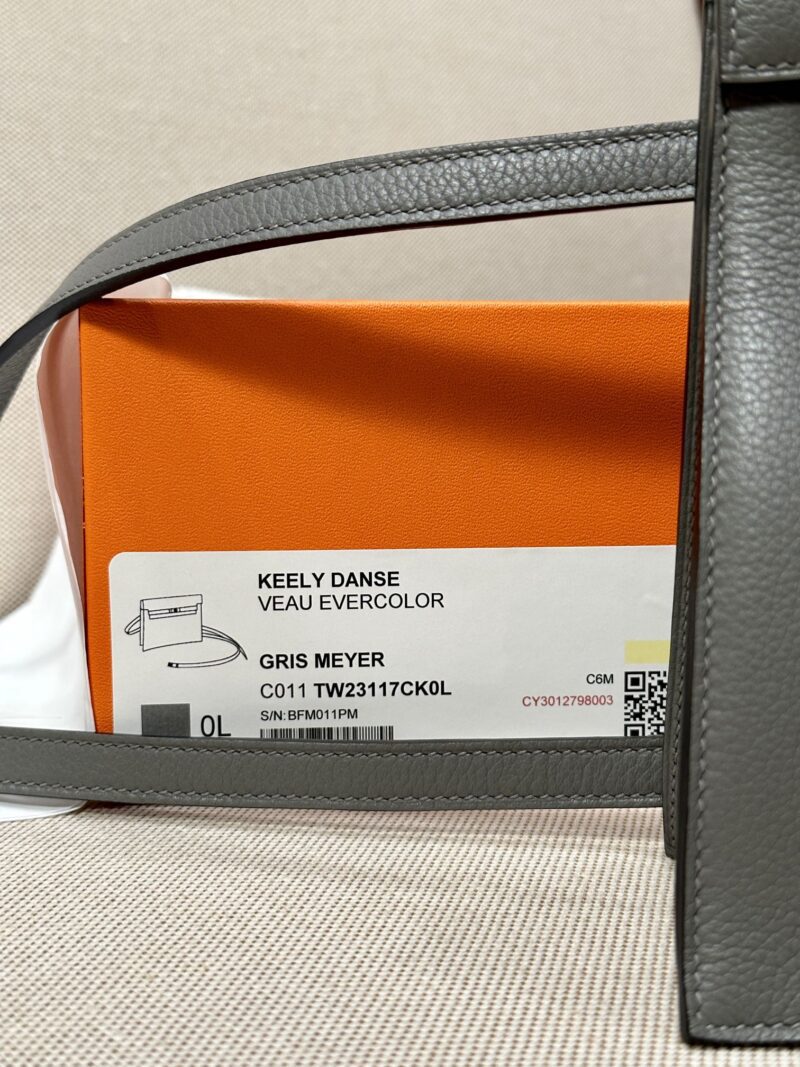 KEELY DANSE
VEAU EVERCOLOR
GRIS MEYER
C011 TW23117CK0L
C6M
CY3012798003
S/N:BFM011PM
0L